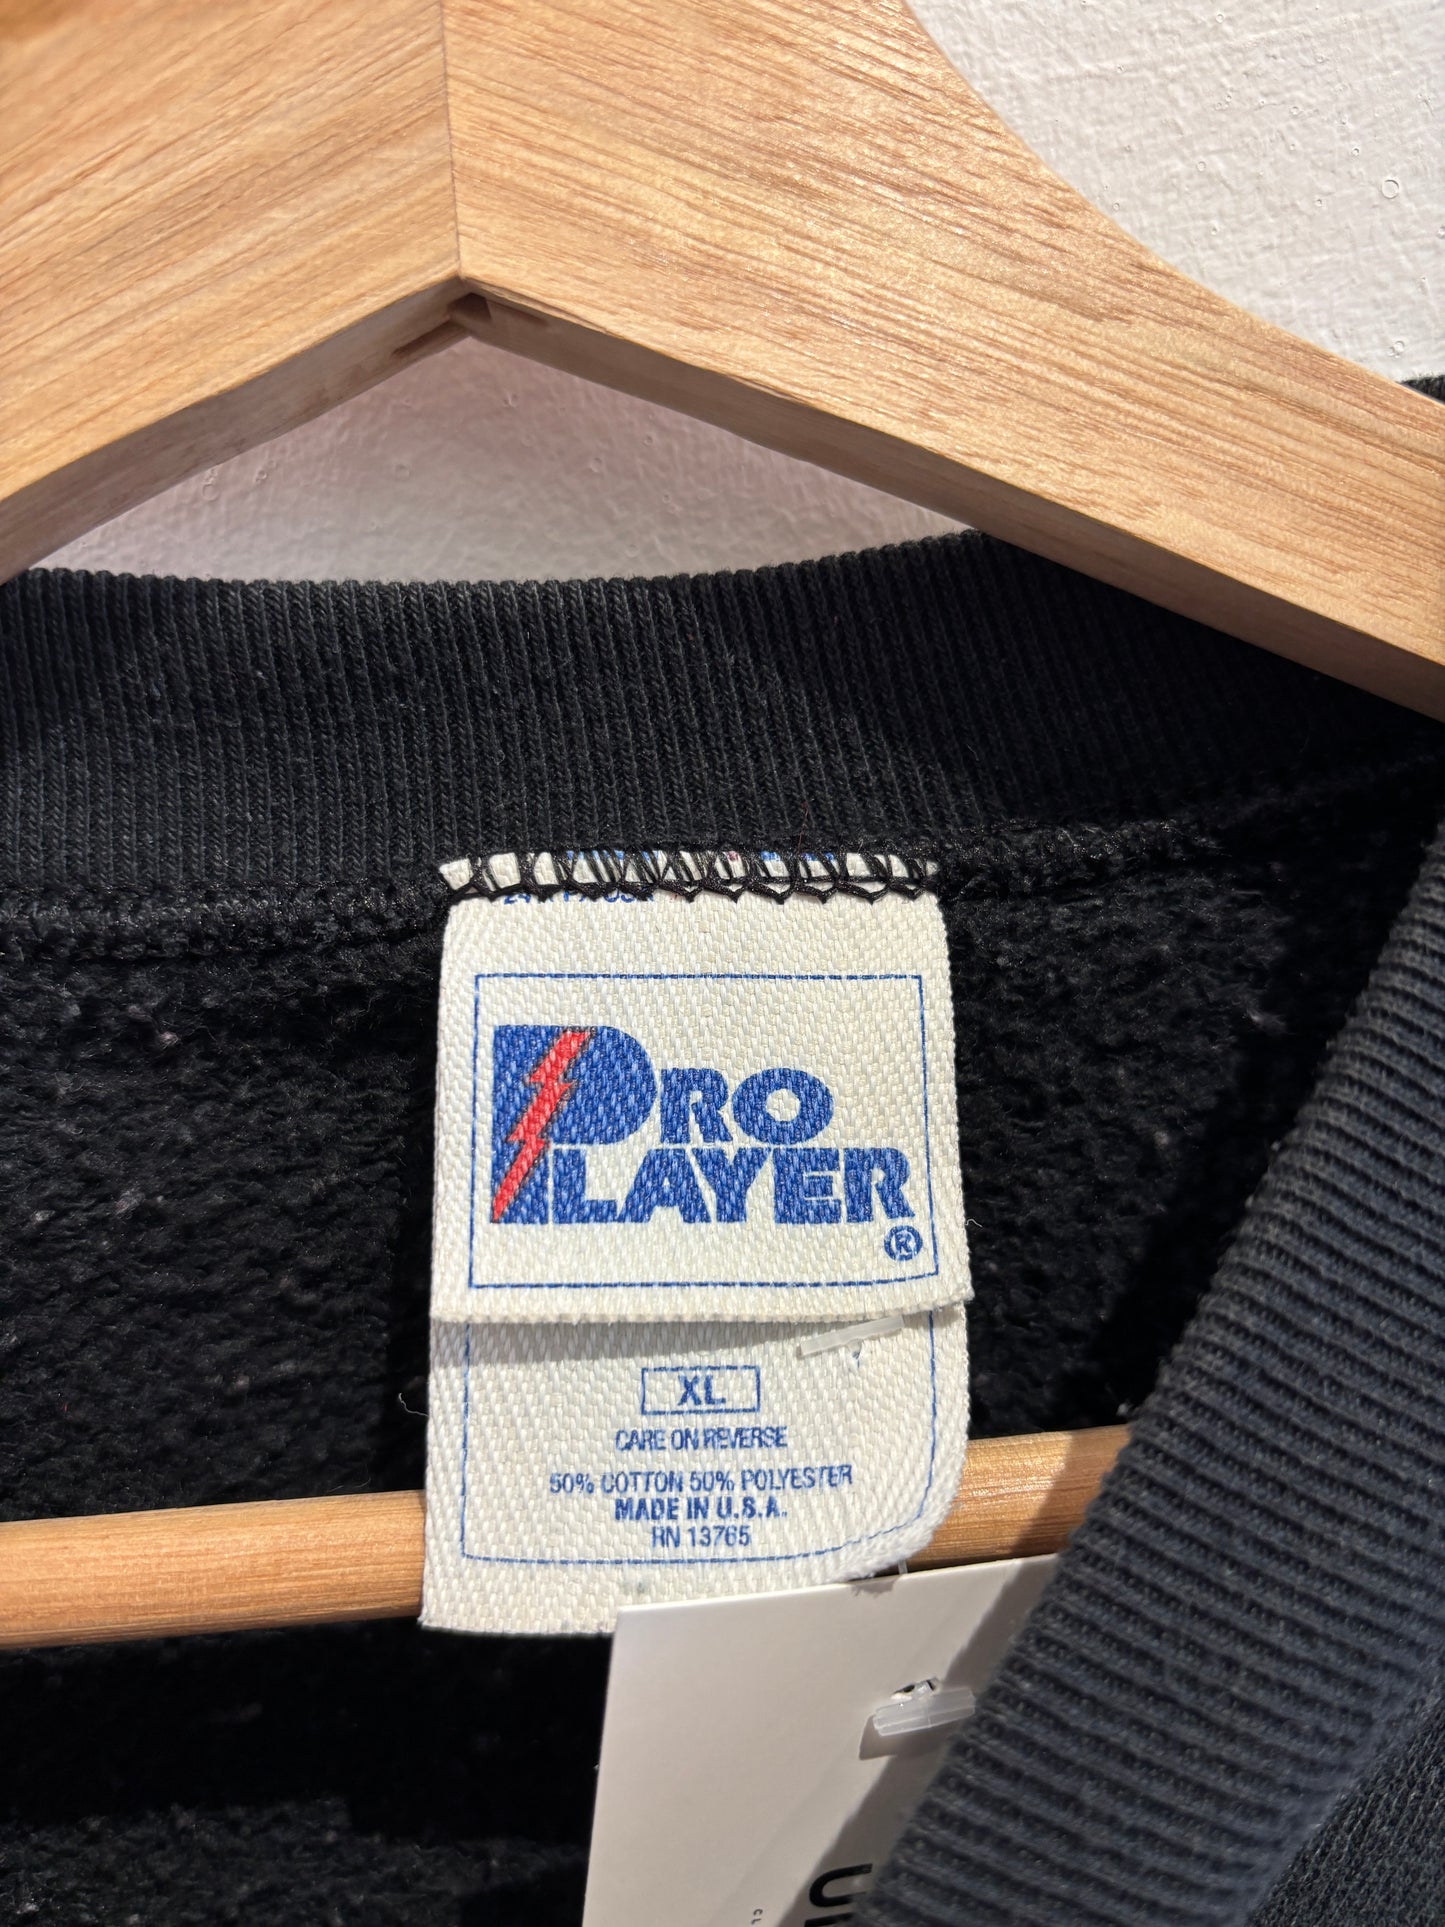 PRO
PLAYER
®
XL
CARE ON REVERSE
50% COTTON 50% POLYESTER
MADE IN U.S.A.
RN 13765